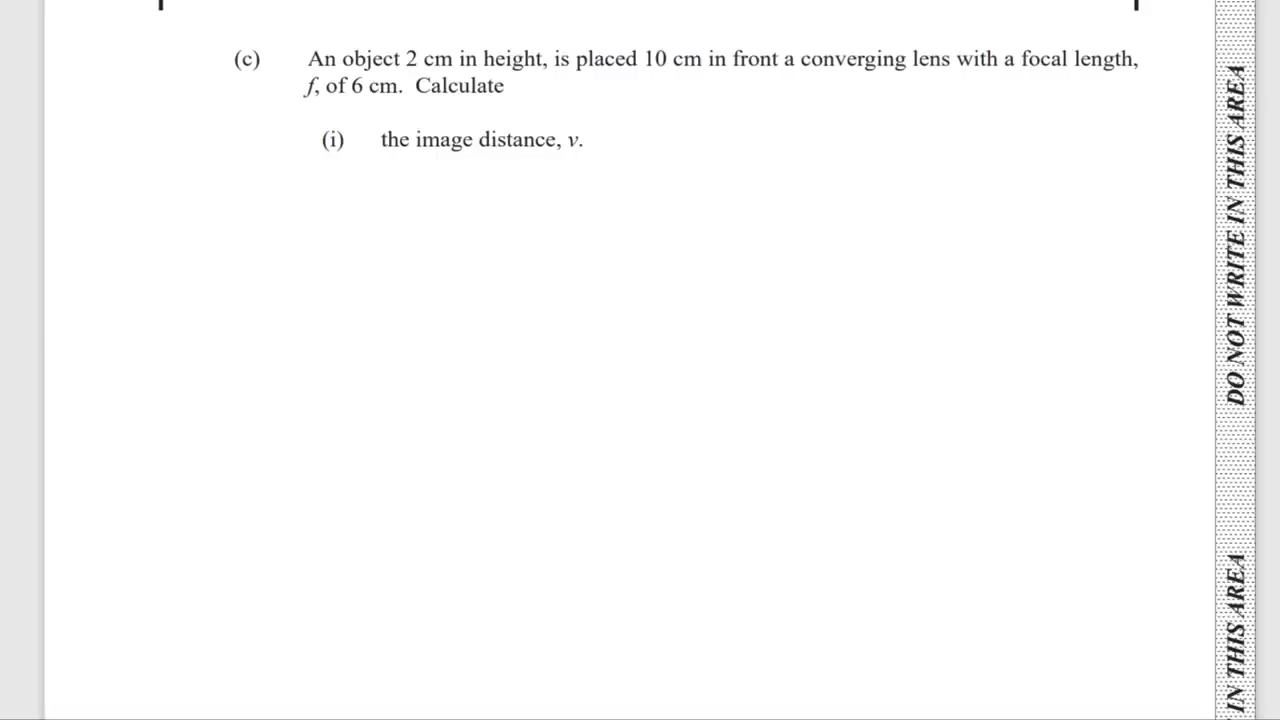 (c) An object 2 cm in height, is placed 10 cm in front a converging lens with a focal length,
f, of 6 cm. Calculate
(i) the image distance, v.
DO NOT WRITE IN THIS AREA
IN THIS AREA